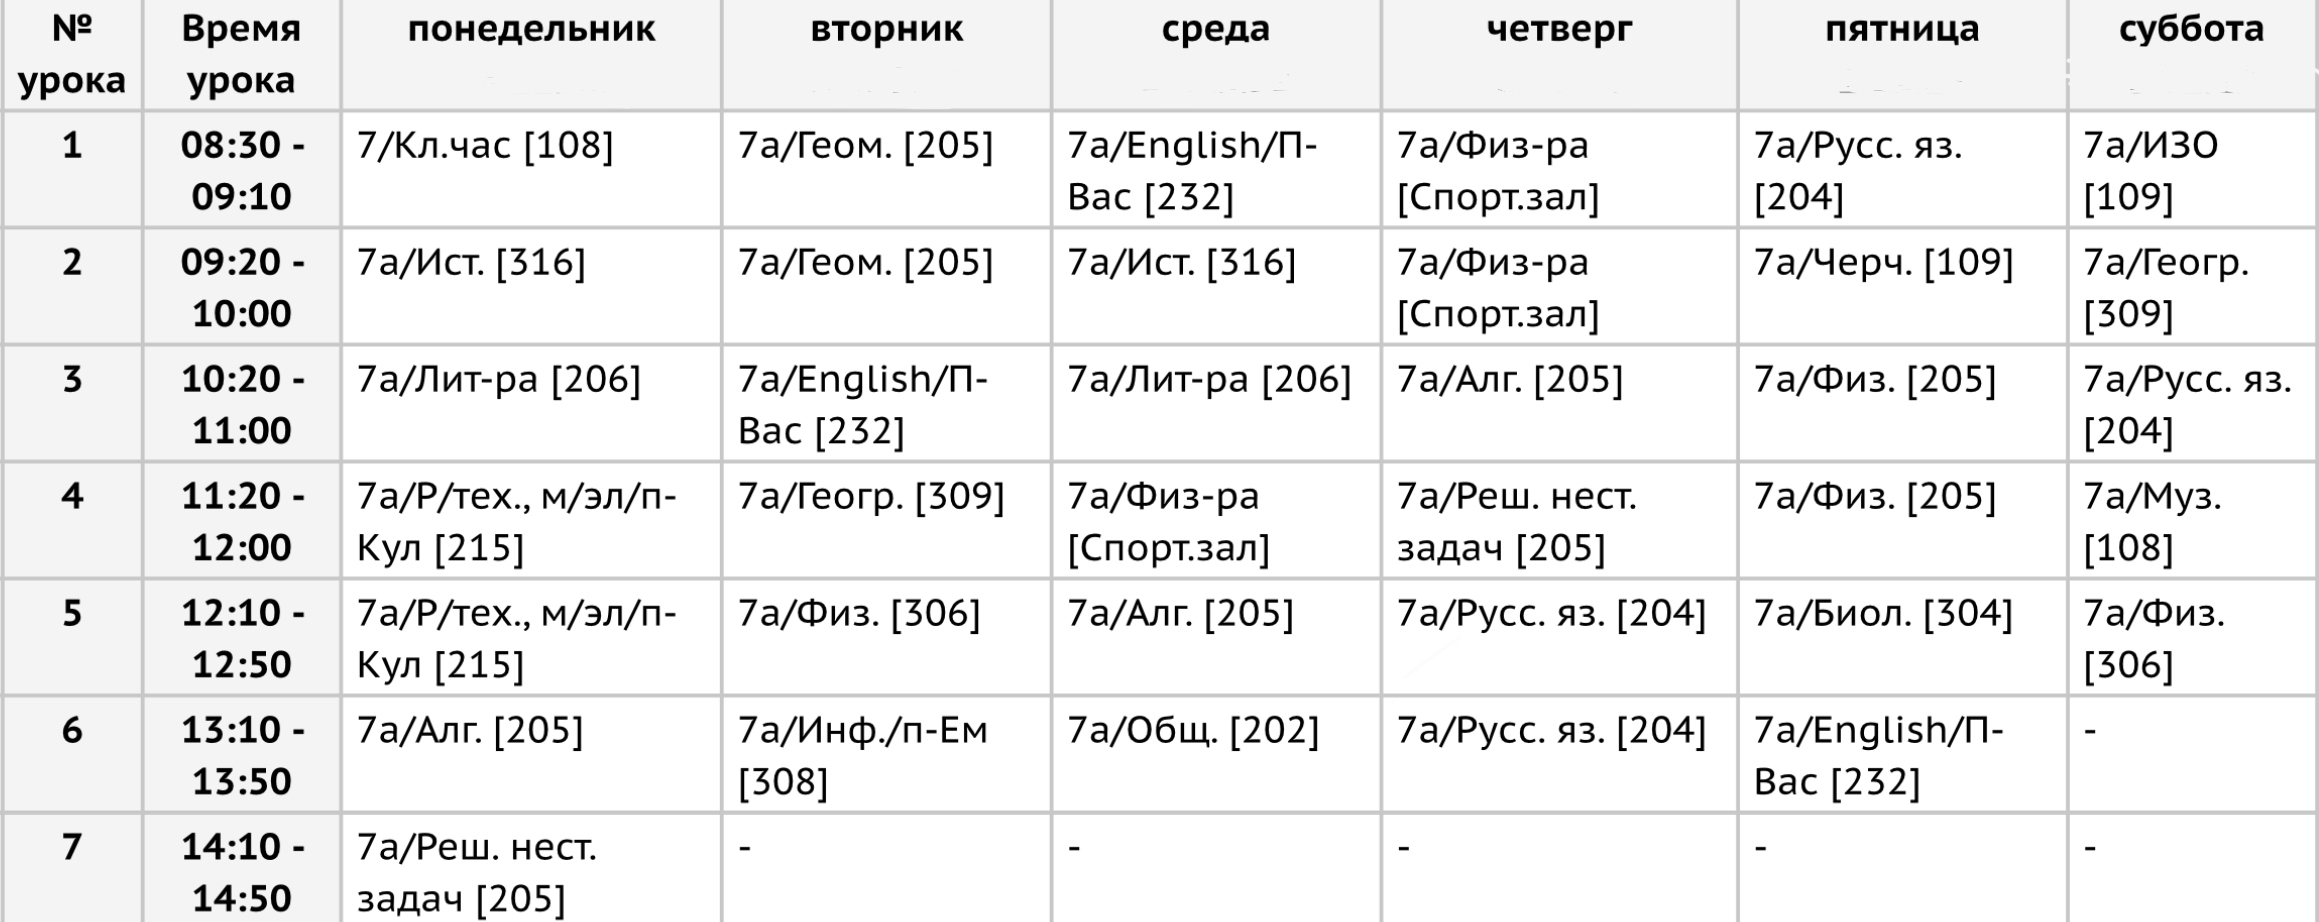 № урока	Время урока	понедельник	вторник	среда	четверг	пятница	суббота
1	08:30 - 09:10	7/Кл.час [108]	7а/Геом. [205]	7а/English/П-Вас [232]	7а/Физ-ра [Спорт.зал]	7а/Русс. яз. [204]	7а/ИЗО [109]
2	09:20 - 10:00	7а/Ист. [316]	7а/Геом. [205]	7а/Ист. [316]	7а/Физ-ра [Спорт.зал]	7а/Черч. [109]	7а/Геогр. [309]
3	10:20 - 11:00	7а/Лит-ра [206]	7а/English/П-Вас [232]	7а/Лит-ра [206]	7а/Алг. [205]	7а/Физ. [205]	7а/Русс. яз. [204]
4	11:20 - 12:00	7а/Р/тех., м/эл/п-Кул [215]	7а/Геогр. [309]	7а/Физ-ра [Спорт.зал]	7а/Реш. нест. задач [205]	7а/Физ. [205]	7а/Муз. [108]
5	12:10 - 12:50	7а/Р/тех., м/эл/п-Кул [215]	7а/Физ. [306]	7а/Алг. [205]	7а/Русс. яз. [204]	7а/Биол. [304]	7а/Физ. [306]
6	13:10 - 13:50	7а/Алг. [205]	7а/Инф./п-Ем [308]	7а/Общ. [202]	7а/Русс. яз. [204]	7а/English/П-Вас [232]	-
7	14:10 - 14:50	7а/Реш. нест. задач [205]	-	-	-	-	-